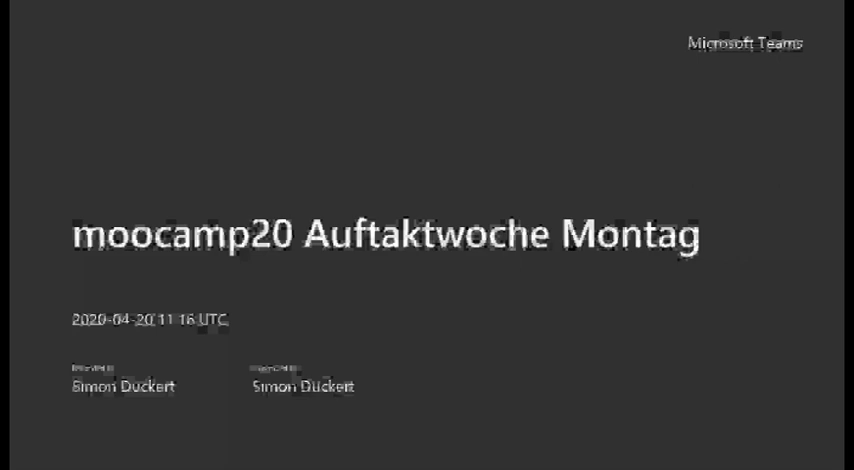 Microsoft Teams
moocamp20 Auftaktwoche Montag
2020-04-20 11:16 UTC
Simon Dückert Simon Dückert